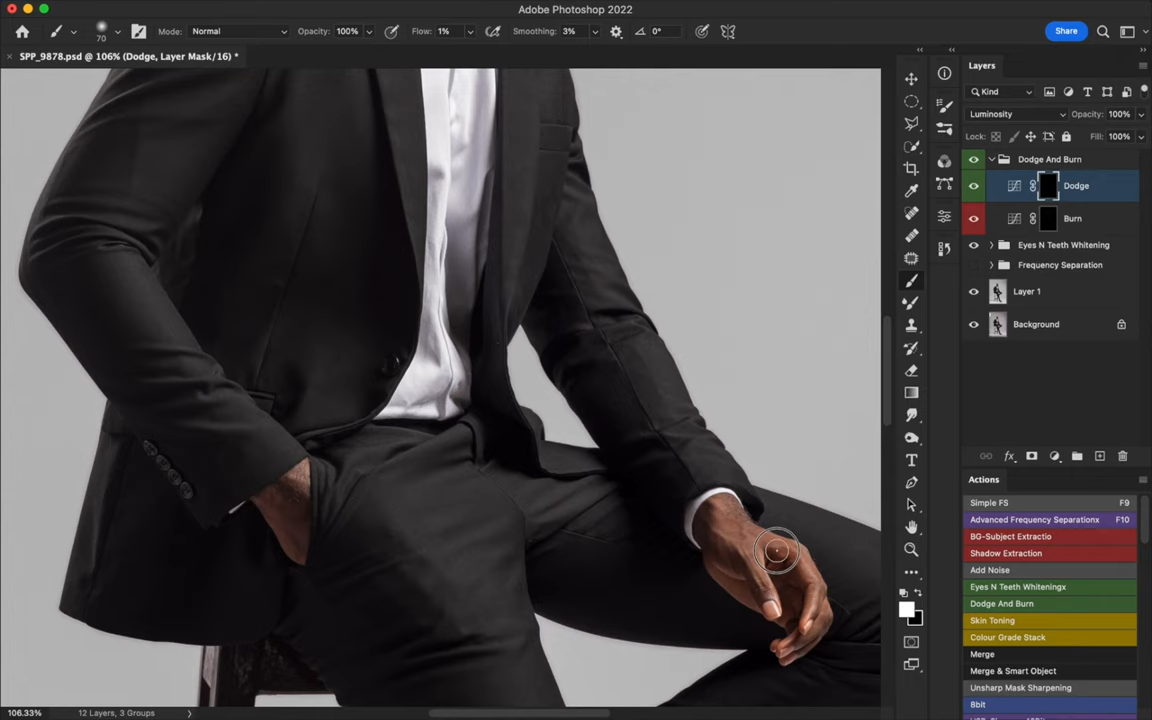 Adobe Photoshop 2022
70
Mode: Normal Opacity: 100% Flow: 1% Smoothing: 3% 0° Share
SPP_9878.psd @ 106% (Dodge, Layer Mask/16) *
Layers
Kind
Luminosity Opacity: 100%
Lock: Fill: 100%
Dodge And Burn
Dodge
Burn
Eyes N Teeth Whitening
Frequency Separation
Layer 1
Background
fx
Actions
Simple FS F9
Advanced Frequency Separationx F10
BG-Subject Extractio
Shadow Extraction
Add Noise
Eyes N Teeth Whiteningx
Dodge And Burn
Skin Toning
Colour Grade Stack
Merge
Merge & Smart Object
Unsharp Mask Sharpening
8bit
106.33% 12 Layers, 3 Groups